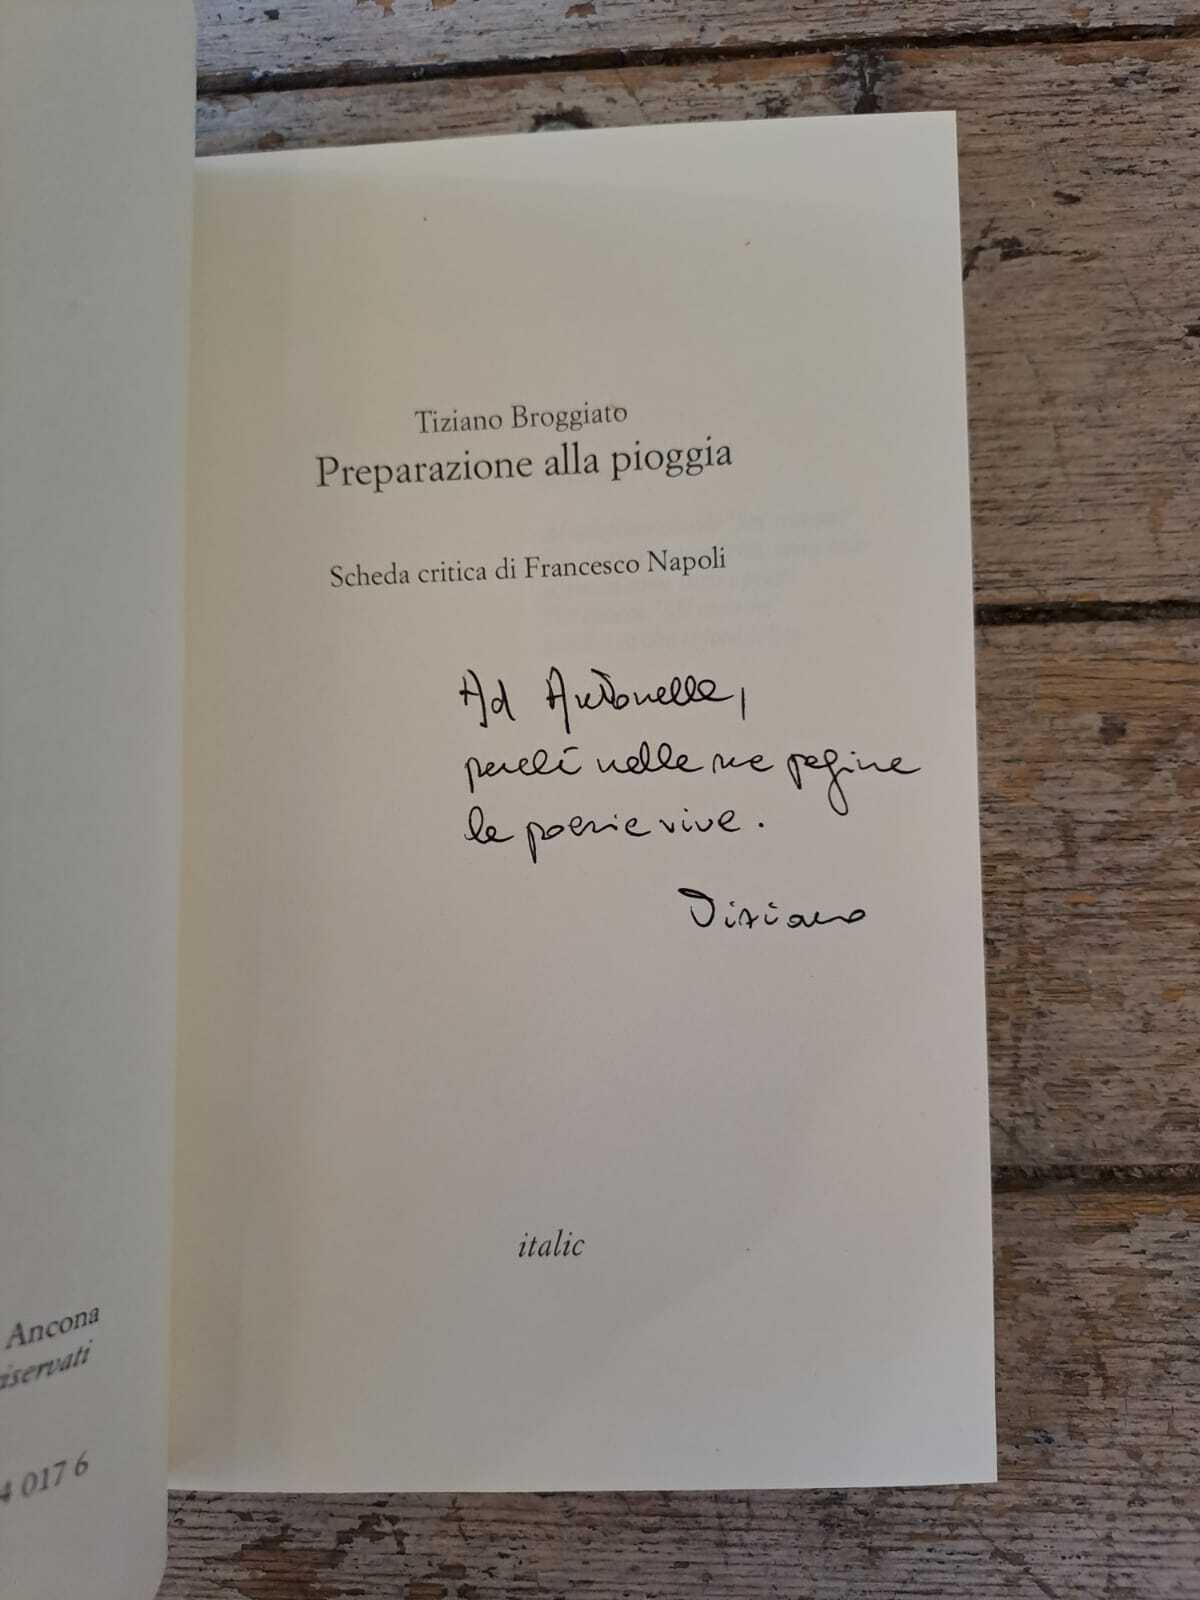 Tiziano Broggiato
Preparazione alla pioggia
Scheda critica di Francesco Napoli
Ad Antonella,
perché nelle sue pagine
la poesia vive.
Tiziano
italic
Ancona
riservati
4 017 6